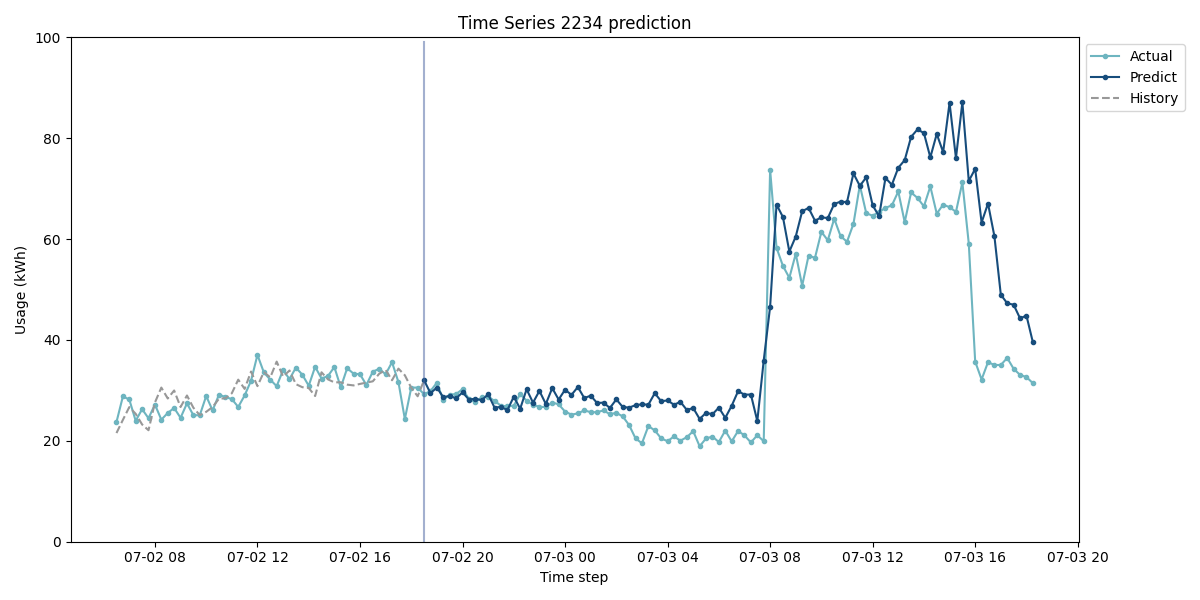 Time Series 2234 prediction
Usage (kWh)
100
80
60
40
20
0
07-02 08
07-02 12
07-02 16
07-02 20
07-03 00
07-03 04
07-03 08
07-03 12
07-03 16
07-03 20
Time step
Actual
Predict
History